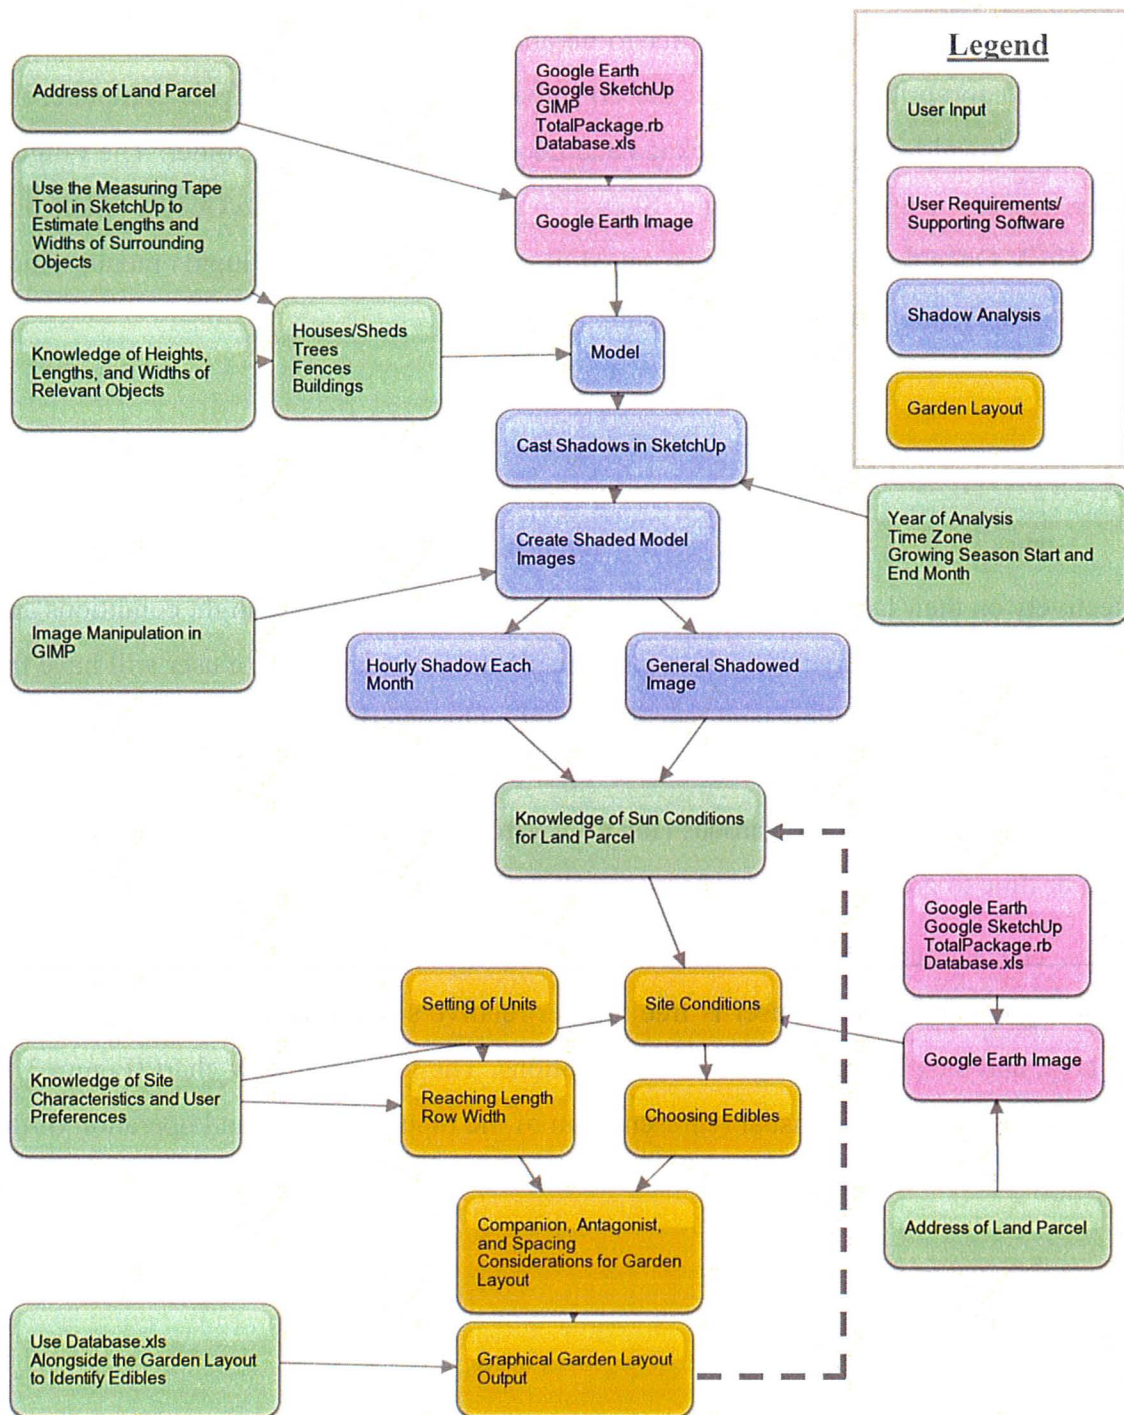 Legend
User Input
User Requirements/
Supporting Software
Shadow Analysis
Garden Layout
Address of Land Parcel
Google Earth
Google SketchUp
GIMP
TotalPackage.rb
Database.xls
Use the Measuring Tape
Tool in SketchUp to
Estimate Lengths and
Widths of Surrounding
Objects
Google Earth Image
Knowledge of Heights,
Lengths, and Widths of
Relevant Objects
Houses/Sheds
Trees
Fences
Buildings
Model
Cast Shadows in SketchUp
Year of Analysis
Time Zone
Growing Season Start and
End Month
Create Shaded Model
Images
Image Manipulation in
GIMP
Hourly Shadow Each
Month
General Shadowed
Image
Knowledge of Sun Conditions
for Land Parcel
Google Earth
Google SketchUp
TotalPackage.rb
Database.xls
Setting of Units
Site Conditions
Google Earth Image
Knowledge of Site
Characteristics and User
Preferences
Reaching Length
Row Width
Choosing Edibles
Address of Land Parcel
Companion, Antagonist,
and Spacing
Considerations for Garden
Layout
Use Database.xls
Alongside the Garden Layout
to Identify Edibles
Graphical Garden Layout
Output